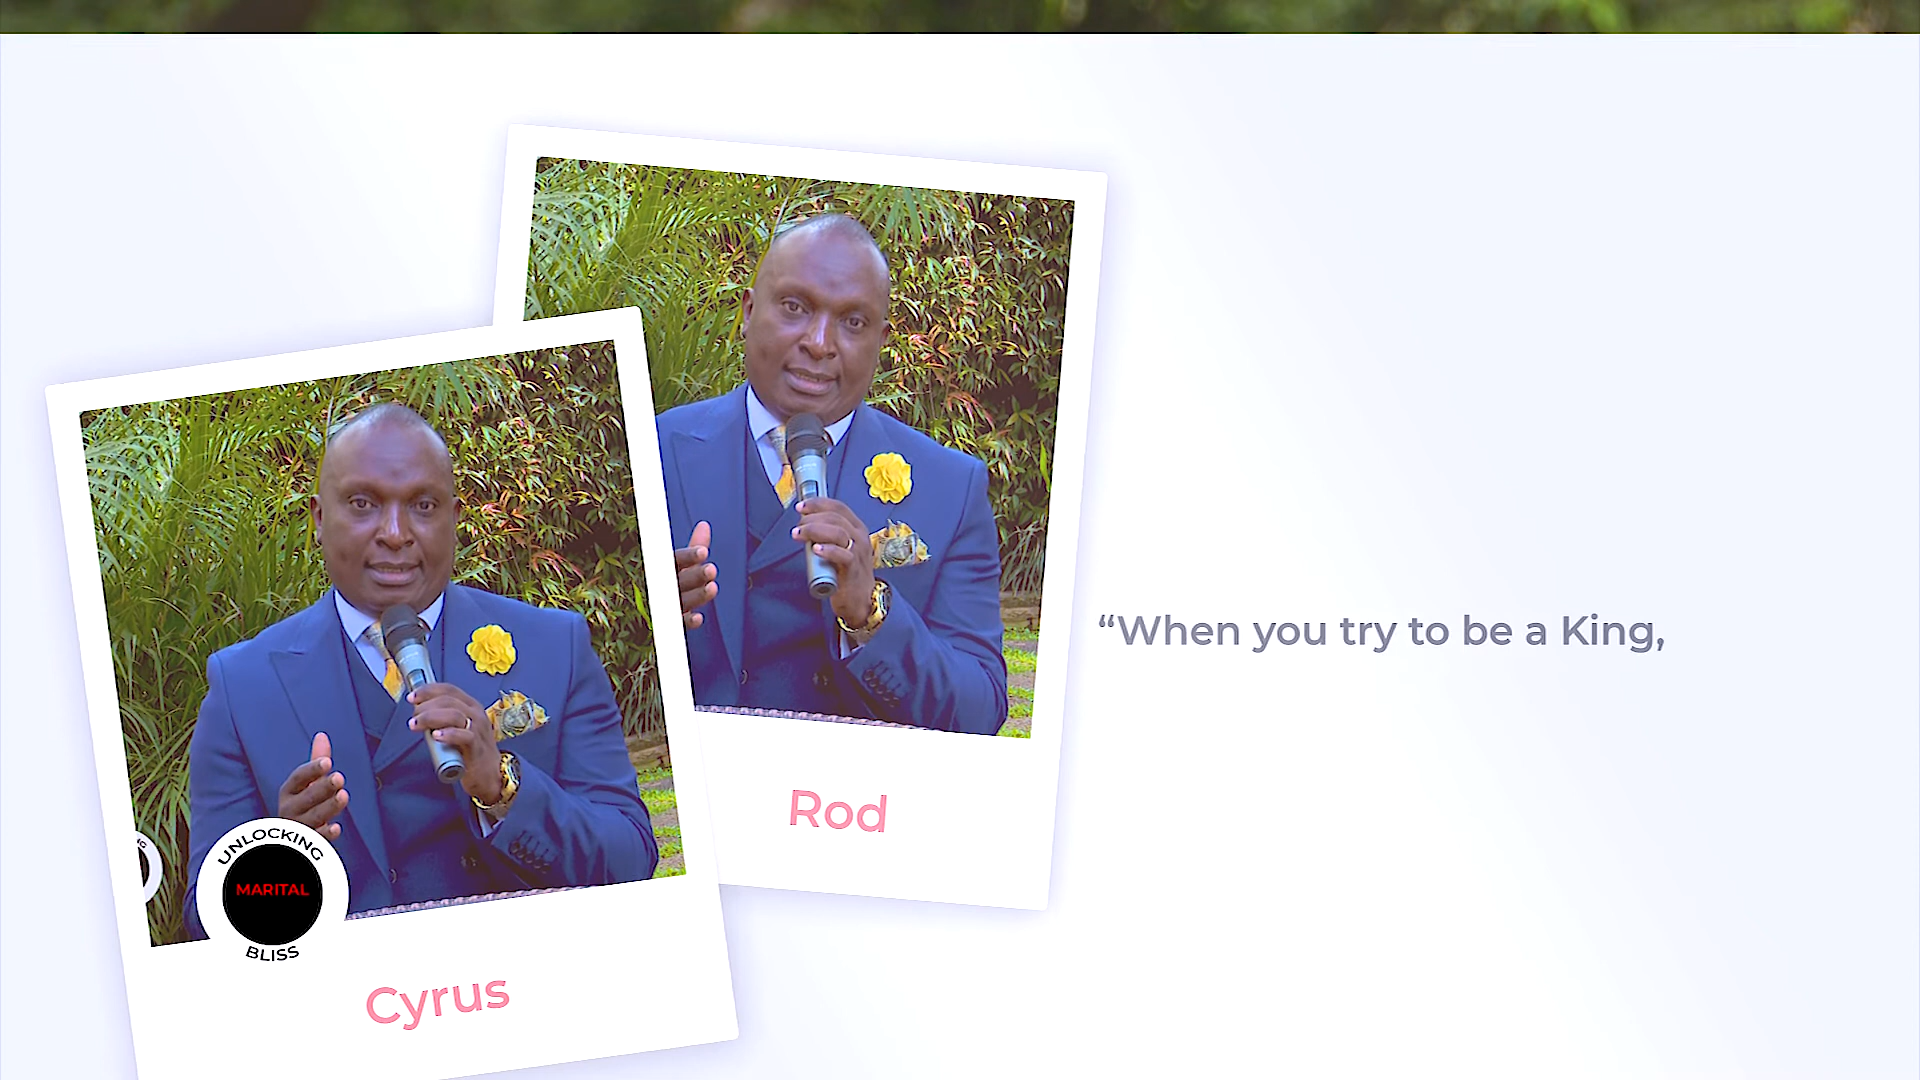 Rod
“When you try to be a King,
UNLOCKING
MARITAL
BLISS
Cyrus